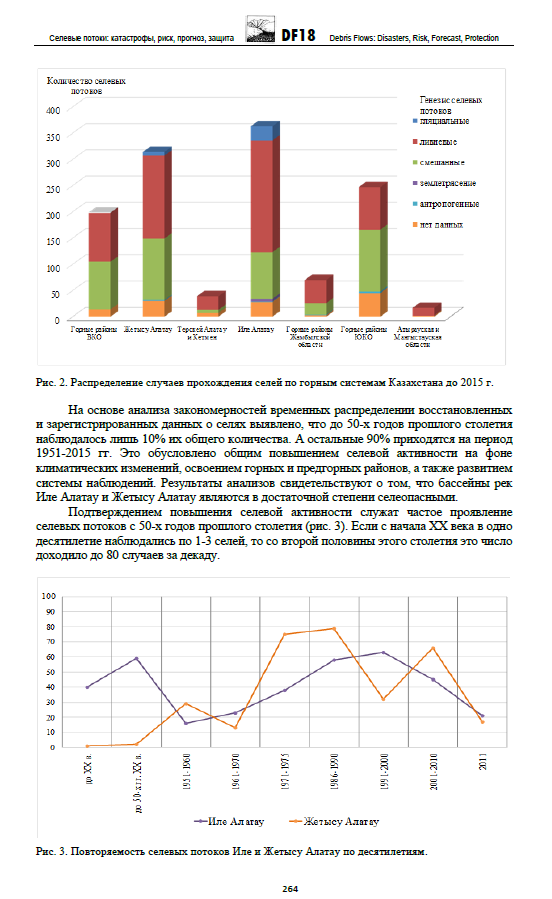 Селевые потоки: катастрофы, риск, прогноз, защита
DF18
Debris Flows: Disasters, Risk, Forecast, Protection
Количество селевых
потоков
400
350
300
250
200
150
100
50
0
Горные районы
ВКО
Жетысу Алатау
Терскей Алатау
и Кетмен
Иле Алатау
Горные районы
Жамбылской
области
Горные районы
ЮКО
Атырауская и
Мангистауская
области
Генезис селевых
потоков
гляциальные
ливневые
смешанные
землетрясение
антропогенные
нет данных
Рис. 2. Распределение случаев прохождения селей по горным системам Казахстана до 2015 г.
На основе анализа закономерностей временных распределении восстановленных
и зарегистрированных данных о селях выявлено, что до 50-х годов прошлого столетия
наблюдалось лишь 10% их общего количества. А остальные 90% приходятся на период
1951-2015 гг. Это обусловлено общим повышением селевой активности на фоне
климатических изменений, освоением горных и предгорных районов, а также развитием
системы наблюдений. Результаты анализов свидетельствуют о том, что бассейны рек
Иле Алатау и Жетысу Алатау являются в достаточной степени селеопасными.
Подтверждением повышения селевой активности служат частое проявление
селевых потоков с 50-х годов прошлого столетия (рис. 3). Если с начала ХХ века в одно
десятилетие наблюдались по 1-3 селей, то со второй половины этого столетия это число
доходило до 80 случаев за декаду.
100
90
80
70
60
50
40
30
20
10
0
до ХХ в.
до 50-х гг. ХХ в.
1951-1960
1961-1970
1971-1975
1986-1990
1991-2000
2001-2010
2011
Иле Алатау
Жетысу Алатау
Рис. 3. Повторяемость селевых потоков Иле и Жетысу Алатау по десятилетиям.
264